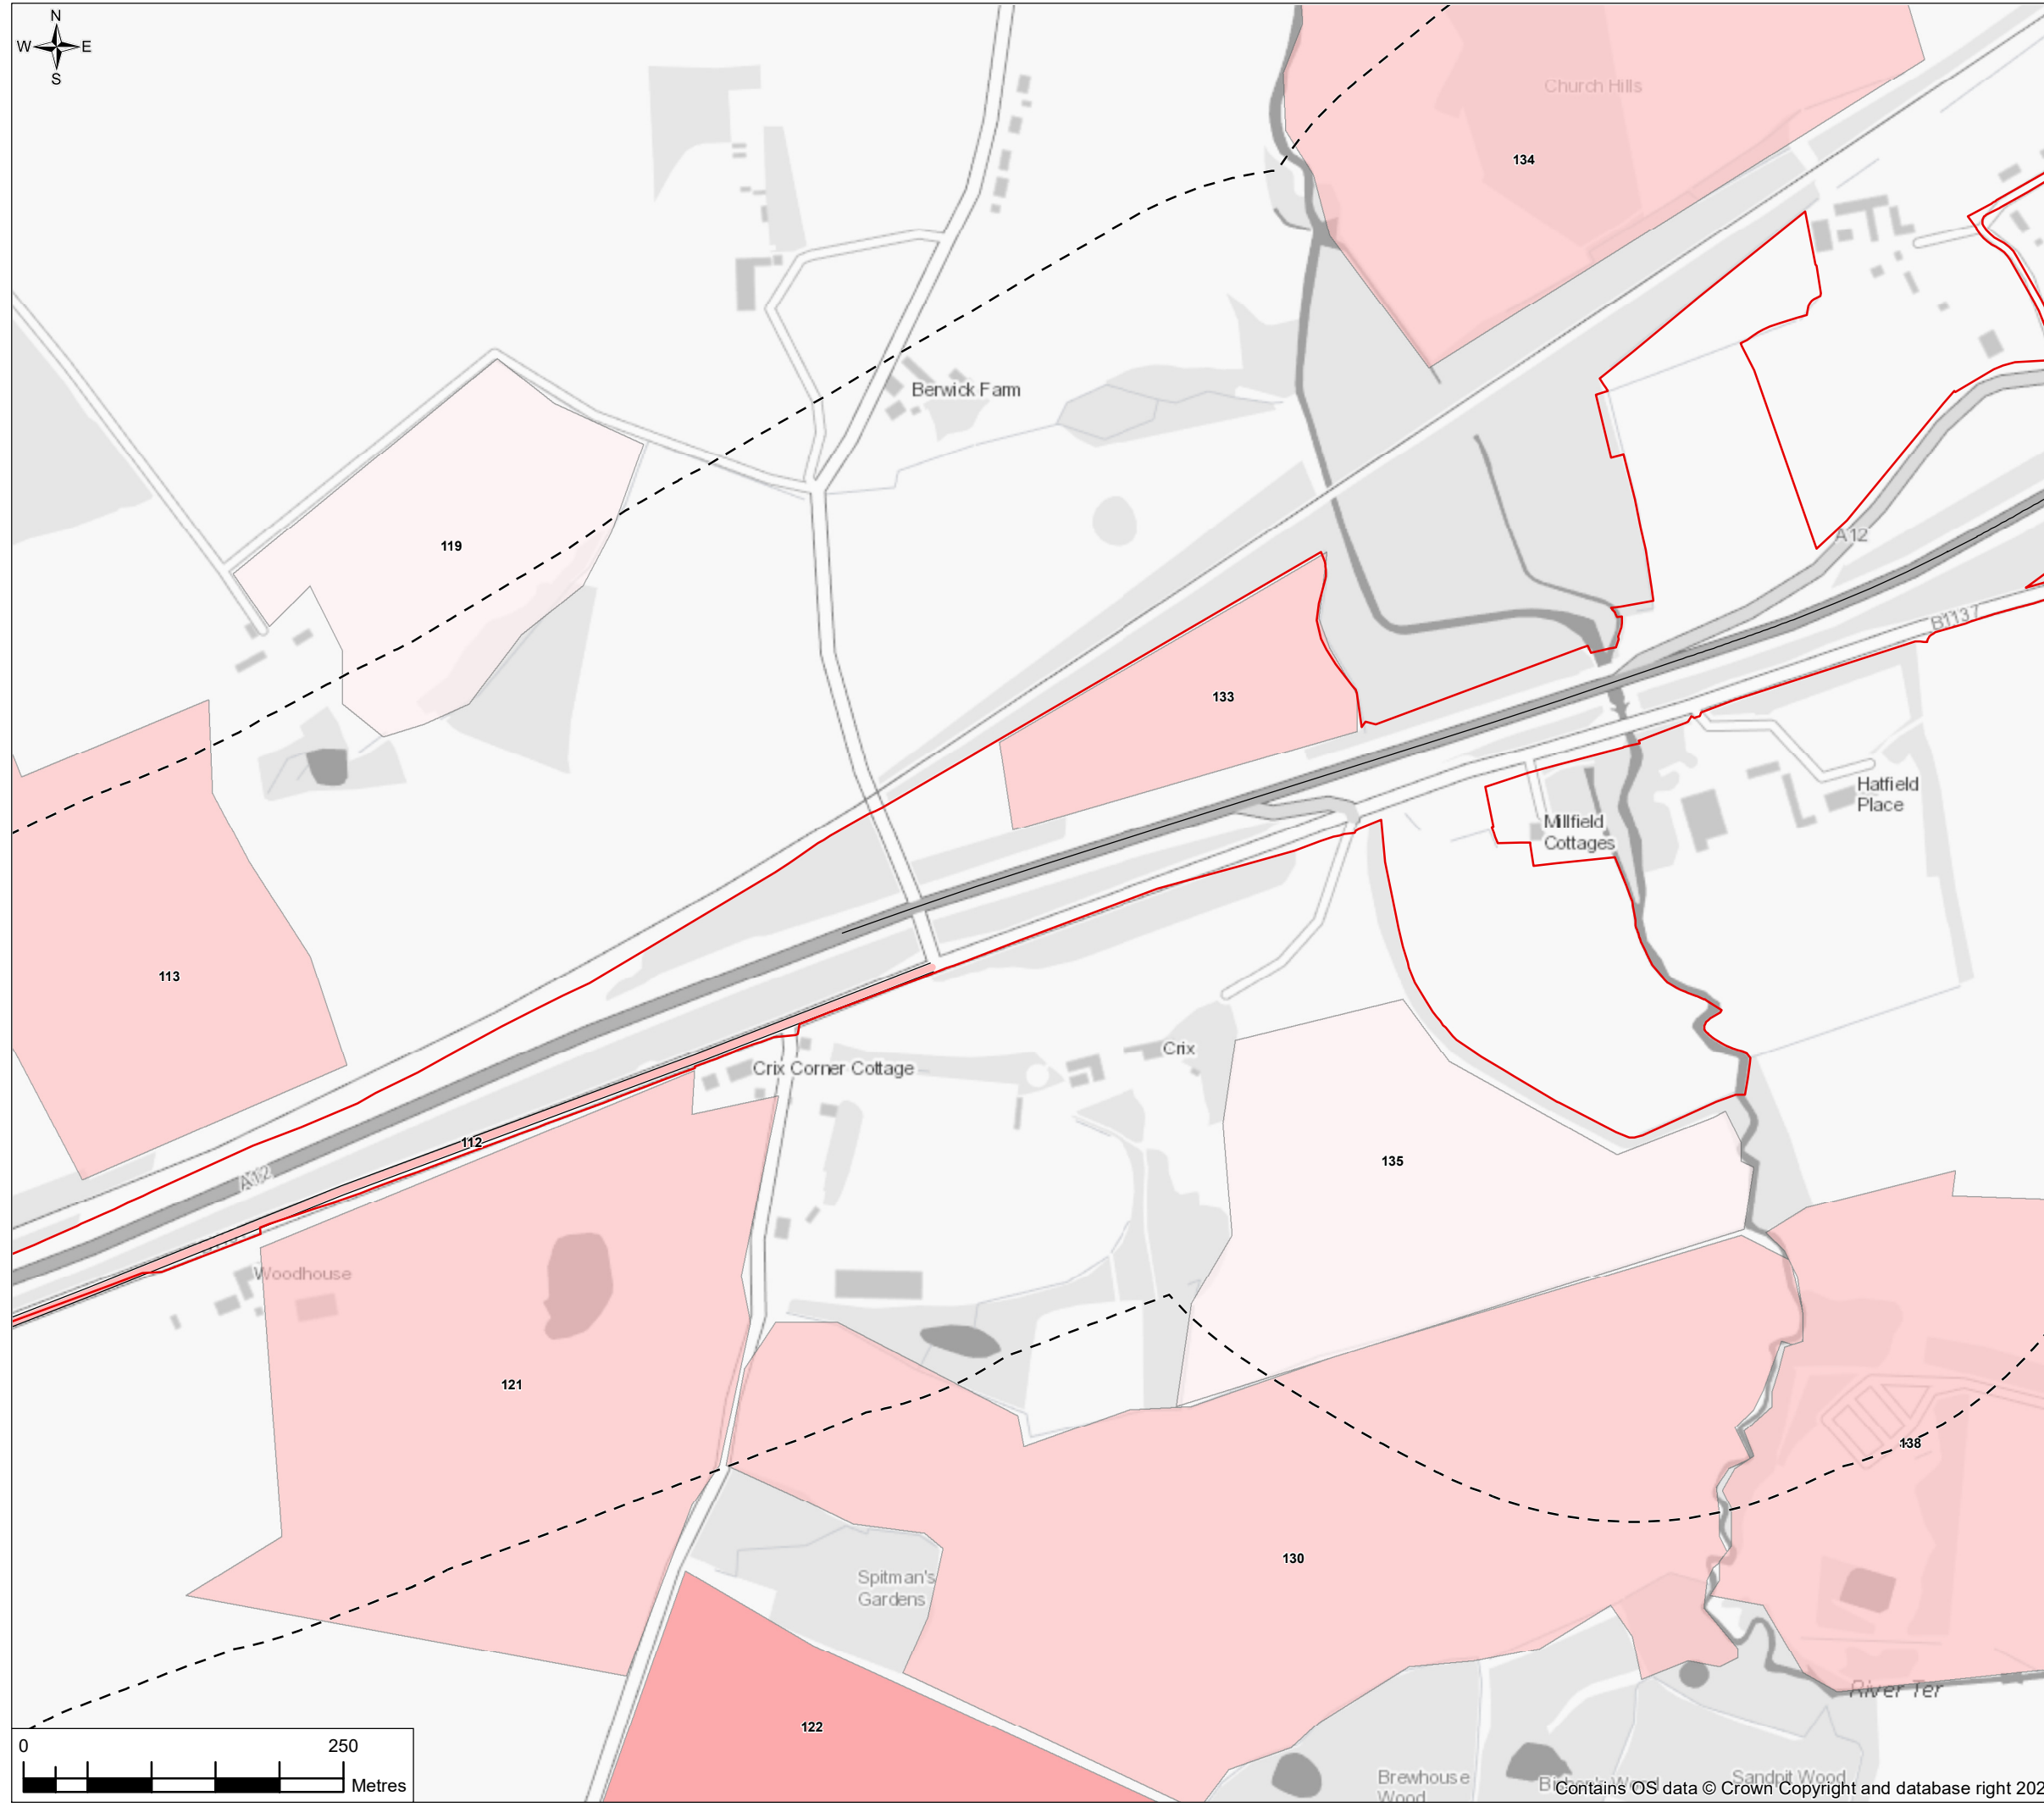 N
W E
S
Church Hills
134
Berwick Farm
119
A12
B1137
133
Hatfield
Place
Millfield
Cottages
113
Crix
Crix Corner Cottage
112
135
A12
Woodhouse
121
138
130
Spitman's
Gardens
River Ter
122
0 250
Metres
Brewhouse
Wood
Sandpit Wood
Contains OS data © Crown Copyright and database right 202